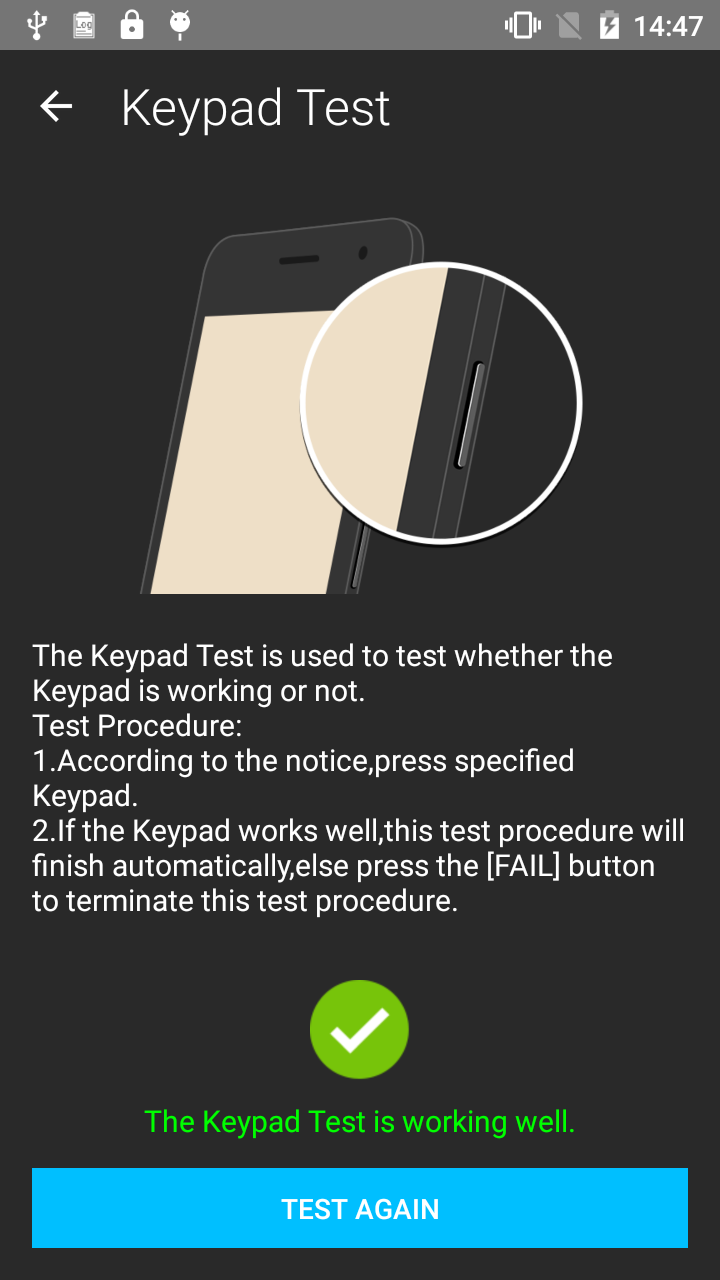 Log
14:47
Keypad Test
The Keypad Test is used to test whether the
Keypad is working or not.
Test Procedure:
1.According to the notice,press specified
Keypad.
2.If the Keypad works well,this test procedure will
finish automatically,else press the [FAIL] button
to terminate this test procedure.
The Keypad Test is working well.
TEST AGAIN